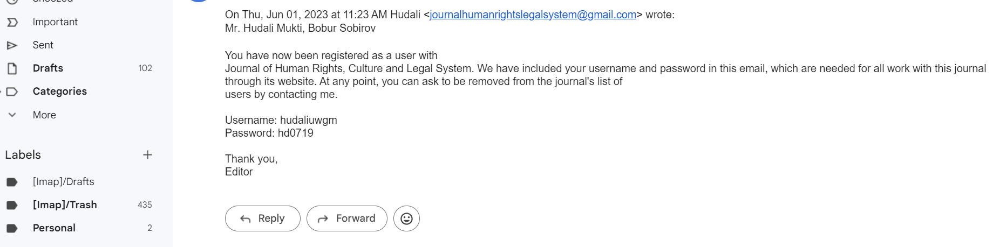 Important
Sent
Drafts 102
Categories
More
Labels
[Imap]/Drafts
[Imap]/Trash 435
Personal 2
On Thu, Jun 01, 2023 at 11:23 AM Hudali <journalhumanrightslegalsystem@gmail.com> wrote:
Mr. Hudali Mukti, Bobur Sobirov
You have now been registered as a user with
Journal of Human Rights, Culture and Legal System. We have included your username and password in this email, which are needed for all work with this journal
through its website. At any point, you can ask to be removed from the journal's list of
users by contacting me.
Username: hudaliuwgm
Password: hd0719
Thank you,
Editor
Reply
Forward